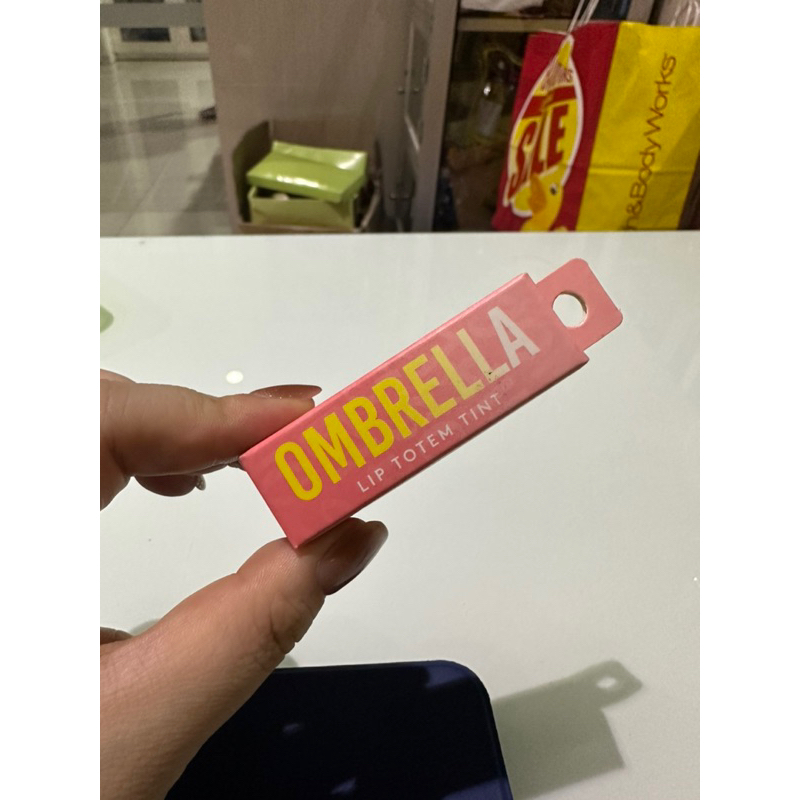 SALE
n&BodyWorks
OMBRELLA
LIP TOTEM TINT